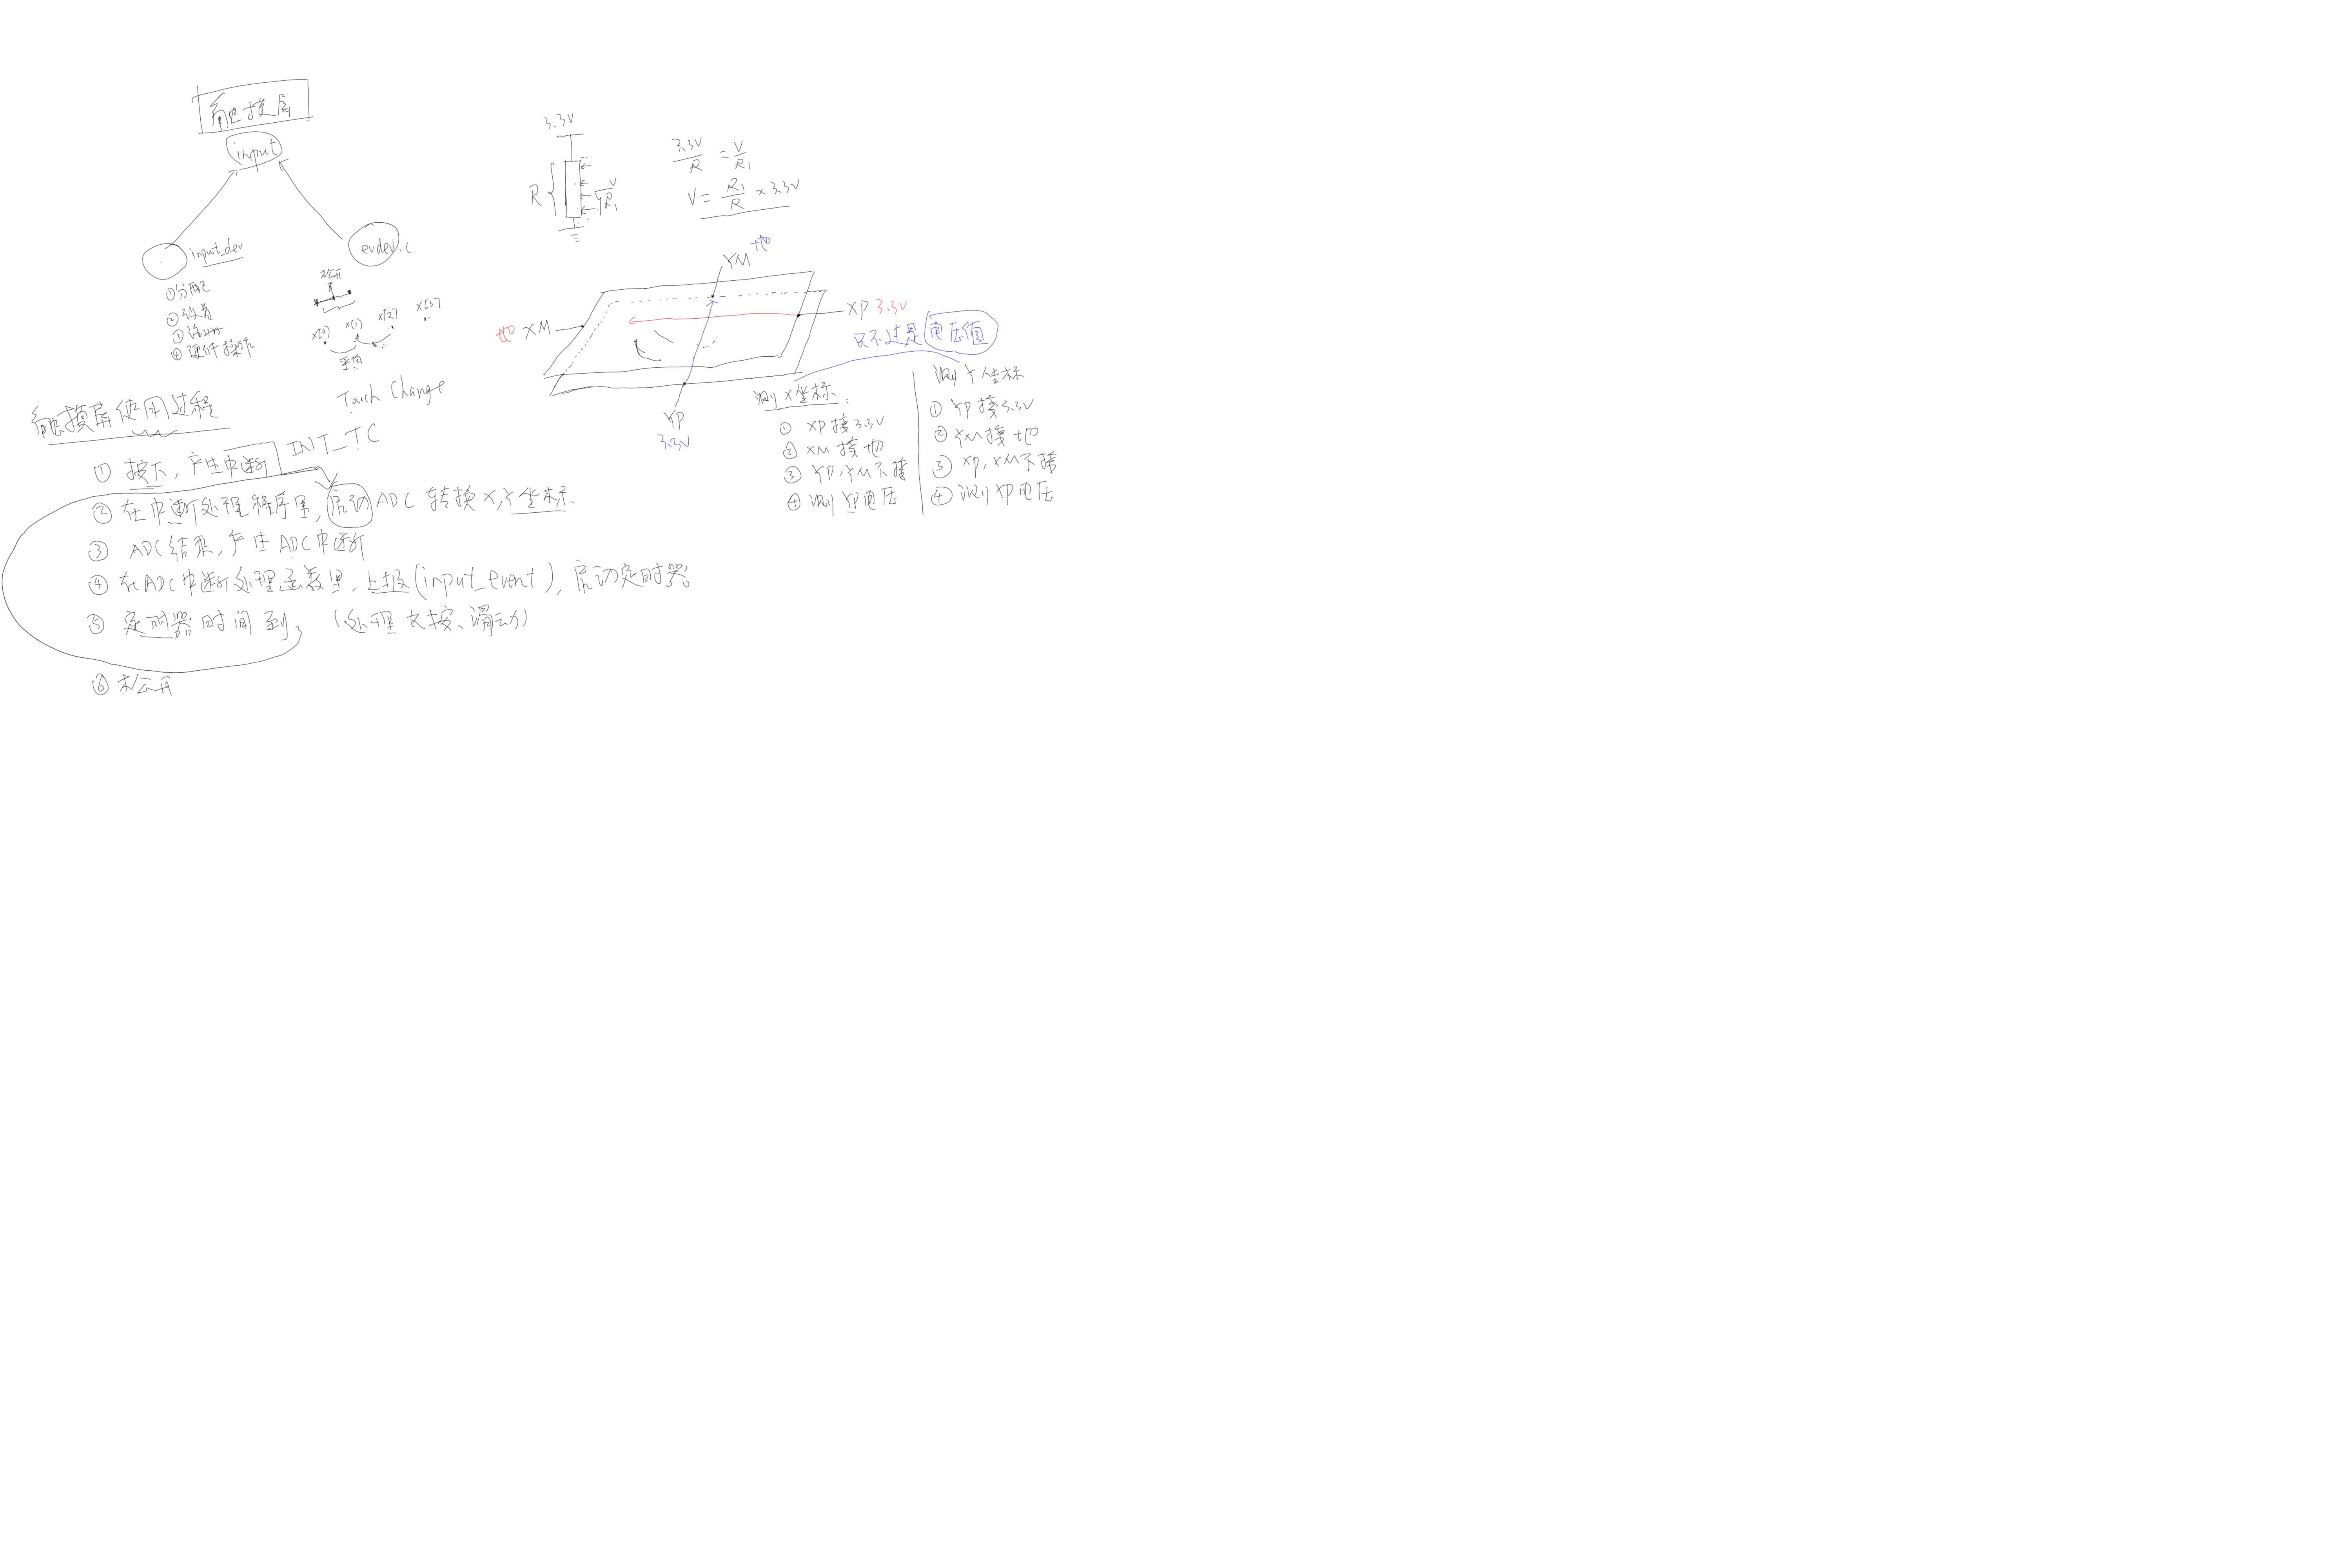 触摸屏
input
input_dev
evdev.c
①分配
②设置
③注册
④硬件操作
松开
x[0] x[1] x[2] x[3]
平均
Touch Change
3.3V
R
V
R1
3.3V/R = V/R1
V = R1/R × 3.3V
YM 地
地 XM
XP 3.3V
YP
3.3V
只不过是电压值
测X坐标:
① XP接3.3V
② XM接地
③ YP,YM不接
④ 测YP电压
测Y坐标
① YP接3.3V
② YM接地
③ XP,XM不接
④ 测XP电压
触摸屏使用过程
① 按下,产生中断 INT_TC
② 在中断处理程序里,启动ADC转换x,y坐标
③ ADC结束,产生ADC中断
④ 在ADC中断处理函数里,上报(input_event),启动定时器
⑤ 定时器时间到, (处理长按、滑动)
⑥ 松开